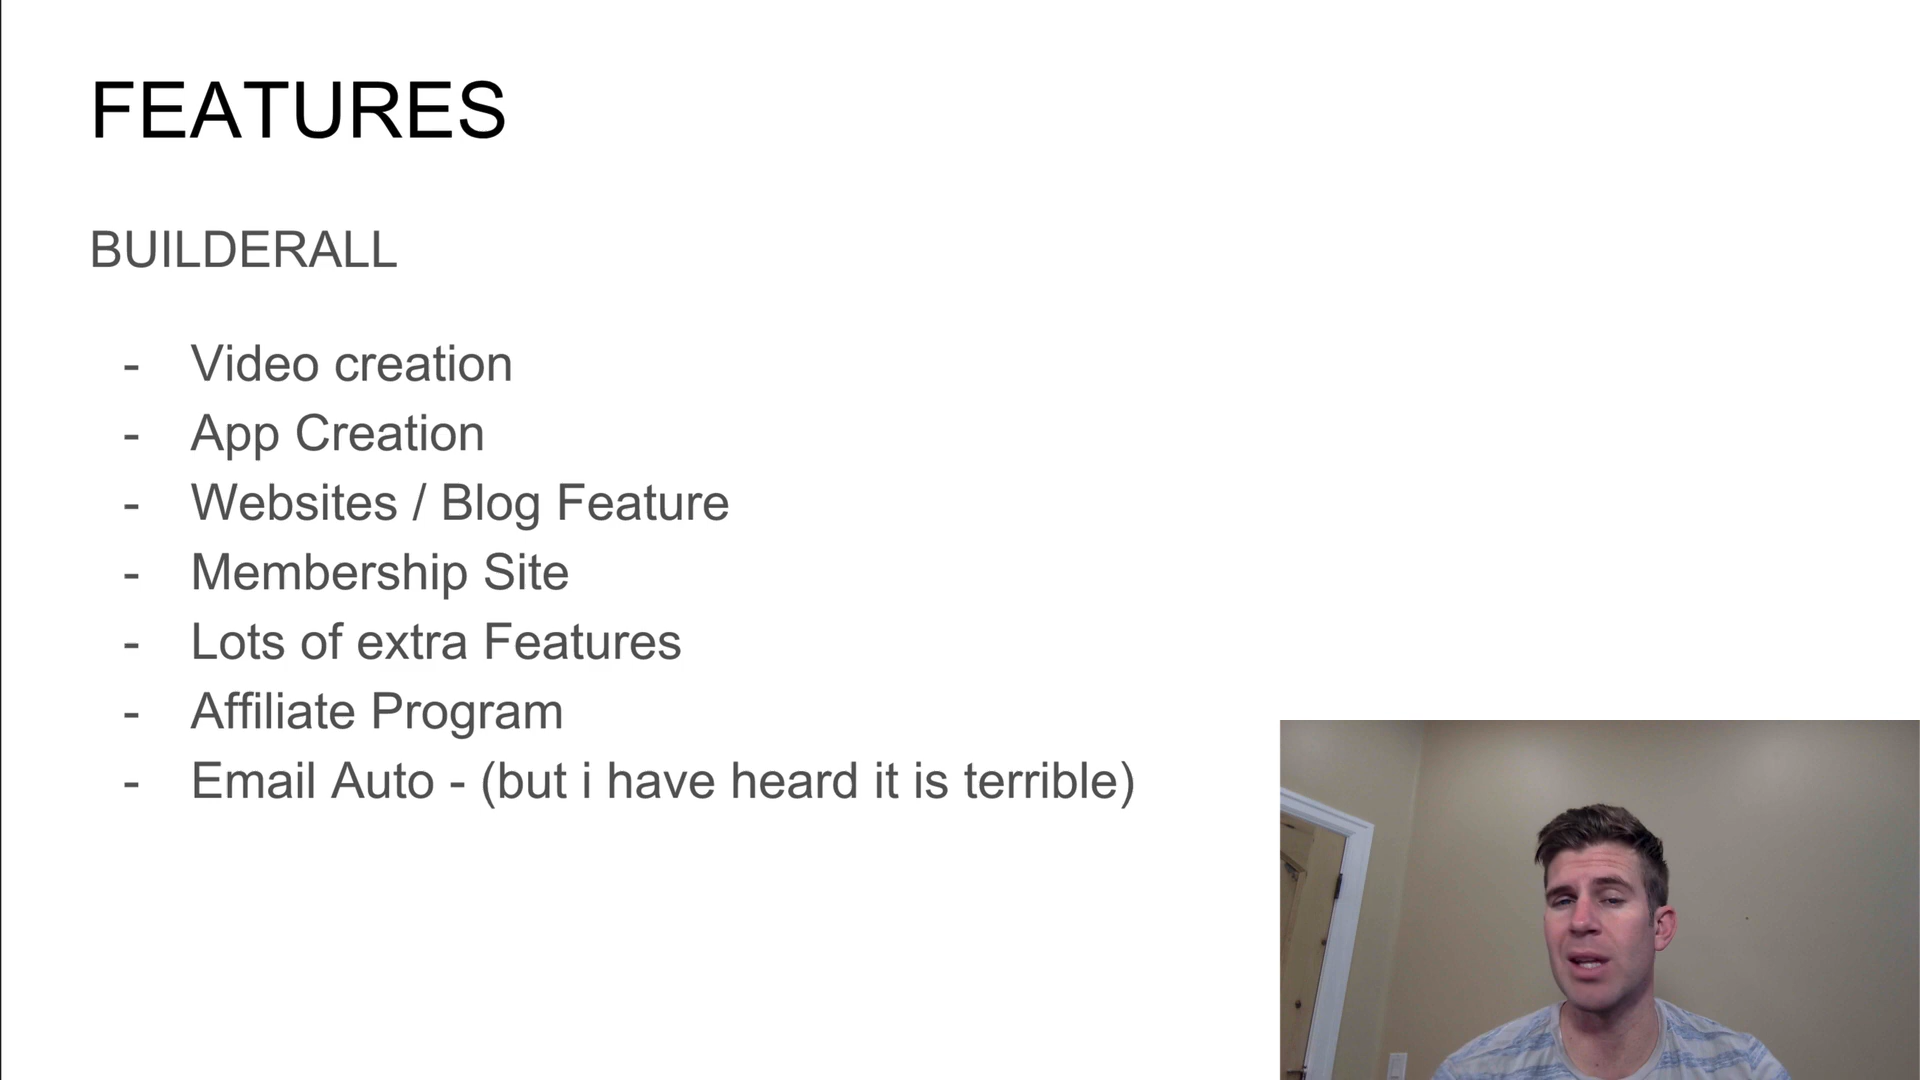 FEATURES
BUILDERALL
- Video creation
- App Creation
- Websites / Blog Feature
- Membership Site
- Lots of extra Features
- Affiliate Program
- Email Auto - (but i have heard it is terrible)